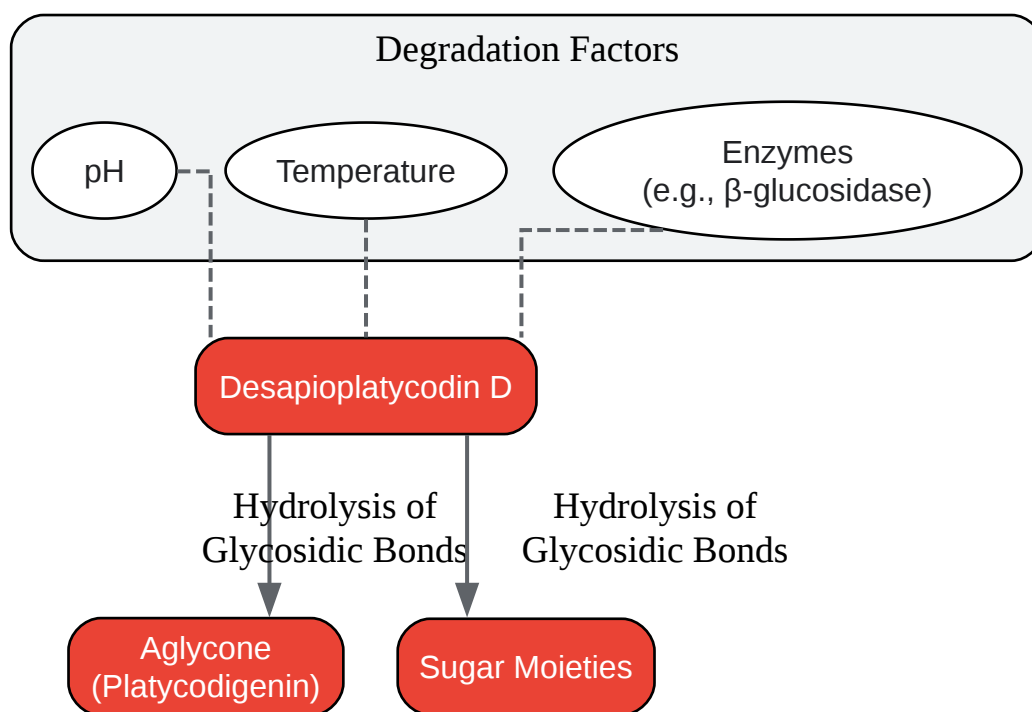 Degradation Factors
pH
Temperature
Enzymes
(e.g., β-glucosidase)
Desapioplatycodin D
Hydrolysis of
Glycosidic Bonds
Hydrolysis of
Glycosidic Bonds
Aglycone
(Platycodigenin)
Sugar Moieties